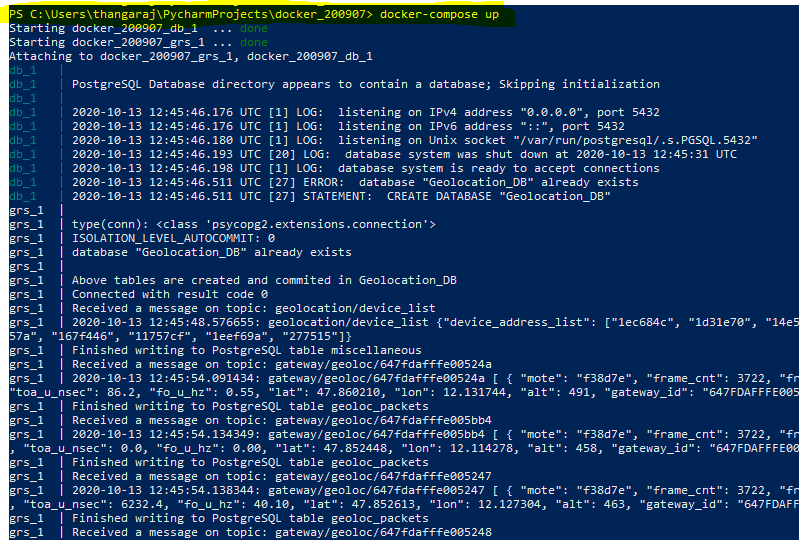 PS C:\Users\thangaraj\PycharmProjects\docker_200907> docker-compose up
Starting docker_200907_db_1 ... done
Starting docker_200907_grs_1 ... done
Attaching to docker_200907_grs_1, docker_200907_db_1
db_1 |
db_1 | PostgreSQL Database directory appears to contain a database; Skipping initialization
db_1 |
db_1 | 2020-10-13 12:45:46.176 UTC [1] LOG: listening on IPv4 address "0.0.0.0", port 5432
db_1 | 2020-10-13 12:45:46.176 UTC [1] LOG: listening on IPv6 address "::", port 5432
db_1 | 2020-10-13 12:45:46.180 UTC [1] LOG: listening on Unix socket "/var/run/postgresql/.s.PGSQL.5432"
db_1 | 2020-10-13 12:45:46.193 UTC [20] LOG: database system was shut down at 2020-10-13 12:45:31 UTC
db_1 | 2020-10-13 12:45:46.198 UTC [1] LOG: database system is ready to accept connections
db_1 | 2020-10-13 12:45:46.511 UTC [27] ERROR: database "Geolocation_DB" already exists
db_1 | 2020-10-13 12:45:46.511 UTC [27] STATEMENT: CREATE DATABASE "Geolocation_DB"
grs_1 |
grs_1 | type(conn): <class 'psycopg2.extensions.connection'>
grs_1 | ISOLATION_LEVEL_AUTOCOMMIT: 0
grs_1 | database "Geolocation_DB" already exists
grs_1 |
grs_1 | Above tables are created and commited in Geolocation_DB
grs_1 | Connected with result code 0
grs_1 | Received a message on topic: geolocation/device_list
grs_1 | 2020-10-13 12:45:48.576655: geolocation/device_list {"device_address_list": ["1ec684c", "1d31e70", "14e5
57a", "167f446", "11757cf", "1eef69a", "277515"]}
grs_1 | Finished writing to PostgreSQL table miscellaneous
grs_1 | Received a message on topic: gateway/geoloc/647fdafffe00524a
grs_1 | 2020-10-13 12:45:54.091434: gateway/geoloc/647fdafffe00524a [ { "mote": "f38d7e", "frame_cnt": 3722, "fr
"toa_u_nsec": 86.2, "fo_u_hz": 0.55, "lat": 47.860210, "lon": 12.131744, "alt": 491, "gateway_id": "647FDAFFFE005
grs_1 | Finished writing to PostgreSQL table geoloc_packets
grs_1 | Received a message on topic: gateway/geoloc/647fdafffe005bb4
grs_1 | 2020-10-13 12:45:54.134349: gateway/geoloc/647fdafffe005bb4 [ { "mote": "f38d7e", "frame_cnt": 3722, "fr
, "toa_u_nsec": 0.0, "fo_u_hz": 0.00, "lat": 47.852448, "lon": 12.114278, "alt": 458, "gateway_id": "647FDAFFFE00
grs_1 | Finished writing to PostgreSQL table geoloc_packets
grs_1 | Received a message on topic: gateway/geoloc/647fdafffe005247
grs_1 | 2020-10-13 12:45:54.138344: gateway/geoloc/647fdafffe005247 [ { "mote": "f38d7e", "frame_cnt": 3722, "fr
, "toa_u_nsec": 6232.4, "fo_u_hz": 40.10, "lat": 47.852613, "lon": 12.127304, "alt": 463, "gateway_id": "647FDAF
grs_1 | Finished writing to PostgreSQL table geoloc_packets
grs_1 | Received a message on topic: gateway/geoloc/647fdafffe005248